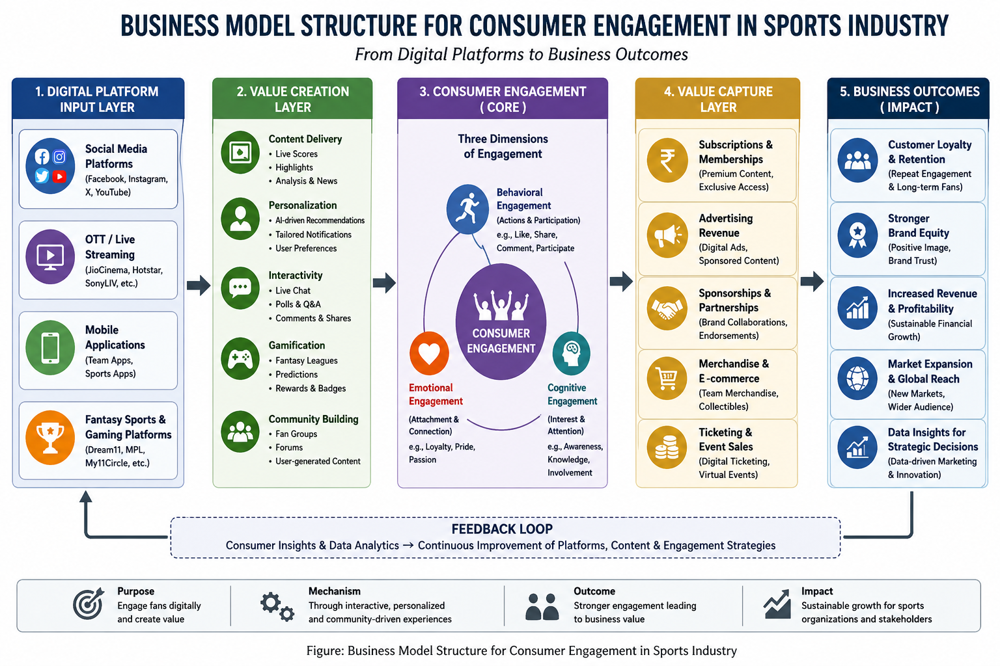 BUSINESS MODEL STRUCTURE FOR CONSUMER ENGAGEMENT IN SPORTS INDUSTRY
From Digital Platforms to Business Outcomes
1. DIGITAL PLATFORM
INPUT LAYER
Social Media
Platforms
(Facebook, Instagram,
X, YouTube)
OTT / Live
Streaming
(JioCinema, Hotstar,
SonyLIV, etc.)
Mobile
Applications
(Team Apps,
Sports Apps)
Fantasy Sports &
Gaming Platforms
(Dream11, MPL,
My11Circle, etc.)
2. VALUE CREATION
LAYER
Content Delivery
• Live Scores
• Highlights
• Analysis & News
Personalization
• AI-driven Recommendations
• Tailored Notifications
• User Preferences
Interactivity
• Live Chat
• Polls & Q&A
• Comments & Shares
Gamification
• Fantasy Leagues
• Predictions
• Rewards & Badges
Community Building
• Fan Groups
• Forums
• User-generated Content
3. CONSUMER ENGAGEMENT
( CORE )
Three Dimensions
of Engagement
Behavioral
Engagement
(Actions & Participation)
e.g., Like, Share,
Comment, Participate
CONSUMER
ENGAGEMENT
Emotional
Engagement
(Attachment &
Connection)
e.g., Loyalty, Pride,
Passion
Cognitive
Engagement
(Interest &
Attention)
e.g., Awareness,
Knowledge,
Involvement
4. VALUE CAPTURE
LAYER
₹
Subscriptions &
Memberships
(Premium Content,
Exclusive Access)
Advertising
Revenue
(Digital Ads,
Sponsored Content)
Sponsorships &
Partnerships
(Brand Collaborations,
Endorsements)
Merchandise &
E-commerce
(Team Merchandise,
Collectibles)
Ticketing &
Event Sales
(Digital Ticketing,
Virtual Events)
5. BUSINESS OUTCOMES
( IMPACT )
Customer Loyalty
& Retention
(Repeat Engagement
& Long-term Fans)
Stronger
Brand Equity
(Positive Image,
Brand Trust)
Increased Revenue
& Profitability
(Sustainable Financial
Growth)
Market Expansion
& Global Reach
(New Markets,
Wider Audience)
Data Insights for
Strategic Decisions
(Data-driven Marketing
& Innovation)
FEEDBACK LOOP
Consumer Insights & Data Analytics → Continuous Improvement of Platforms, Content & Engagement Strategies
Purpose
Engage fans digitally
and create value
Mechanism
Through interactive, personalized
and community-driven experiences
Outcome
Stronger engagement leading
to business value
Impact
Sustainable growth for sports
organizations and stakeholders
Figure: Business Model Structure for Consumer Engagement in Sports Industry